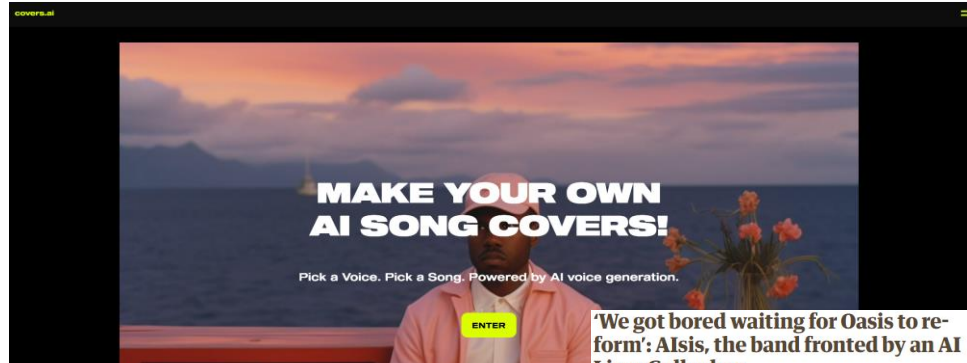 covers.ai
MAKE YOUR OWN
AI SONG COVERS!
Pick a Voice. Pick a Song. Powered by AI voice generation.
ENTER
‘We got bored waiting for Oasis to re-
form’: AIsis, the band fronted by an AI